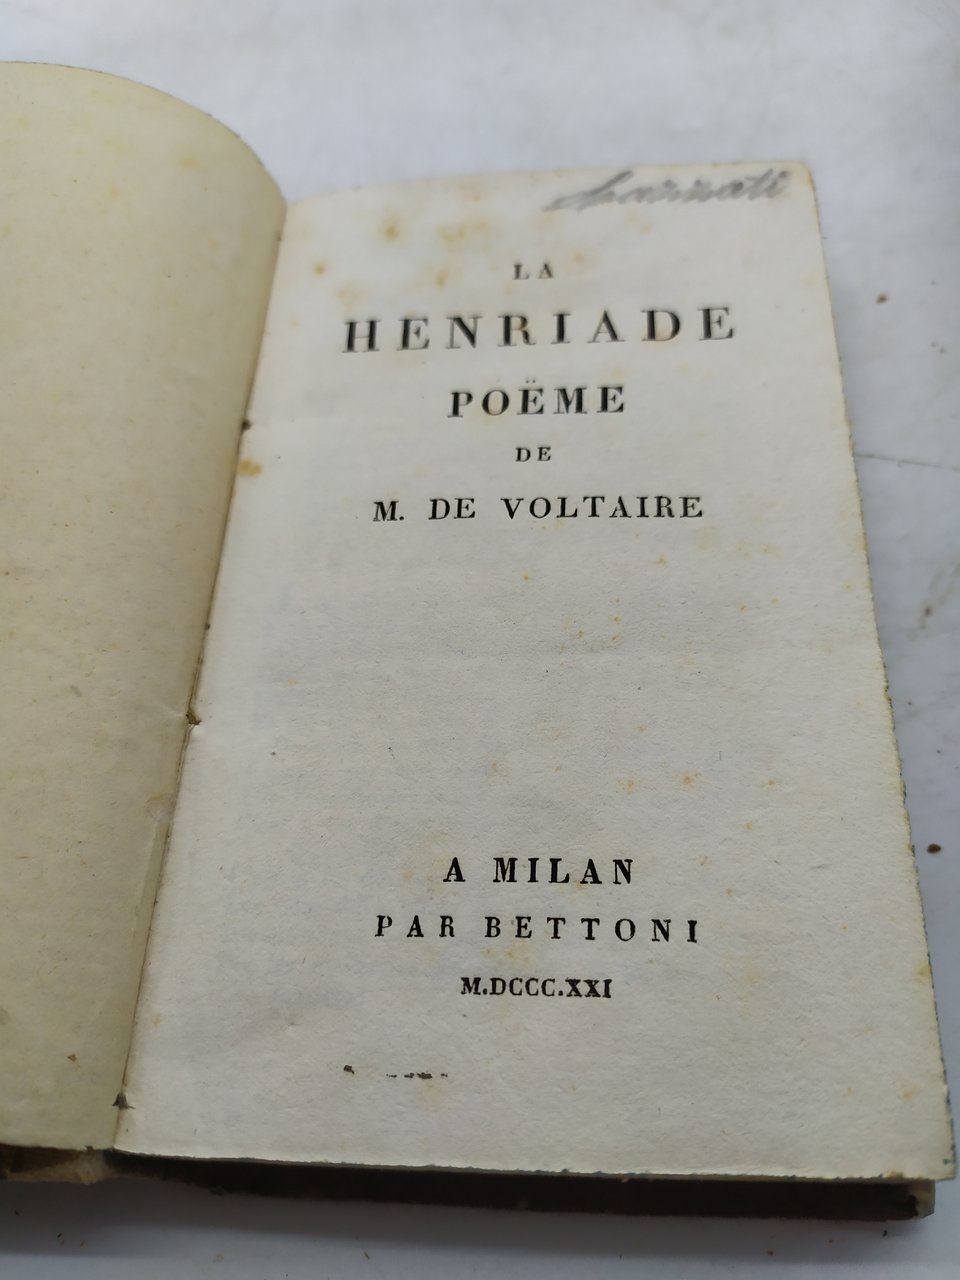 LA
HENRIADE
POËME
DE
M. DE VOLTAIRE
A MILAN
PAR BETTONI
M.DCCC.XXI